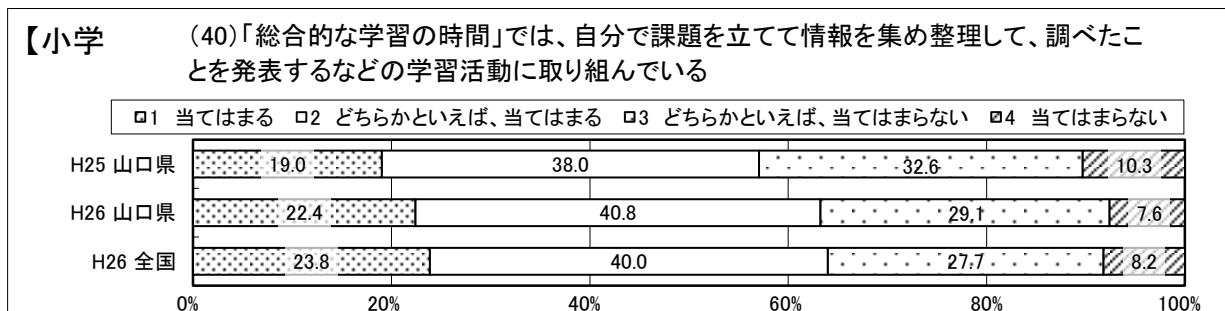 【小学
(40)「総合的な学習の時間」では、自分で課題を立てて情報を集め整理して、調べたこ
とを発表するなどの学習活動に取り組んでいる
1 当てはまる 2 どちらかといえば、当てはまる 3 どちらかといえば、当てはまらない 4 当てはまらない
H25 山口県 19.0 38.0 32.6 10.3
H26 山口県 22.4 40.8 29.1 7.6
H26 全国 23.8 40.0 27.7 8.2
0% 20% 40% 60% 80% 100%